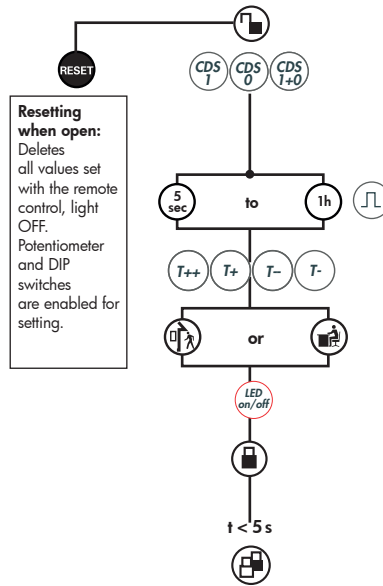 RESET
CDS
1
CDS
0
CDS
1+0
Resetting
when open:
Deletes
all values set
with the remote
control, light
OFF.
Potentiometer
and DIP
switches
are enabled for
setting.
5
sec
to
1h
T++
T+
T--
T-
or
LED
on/off
t < 5 s